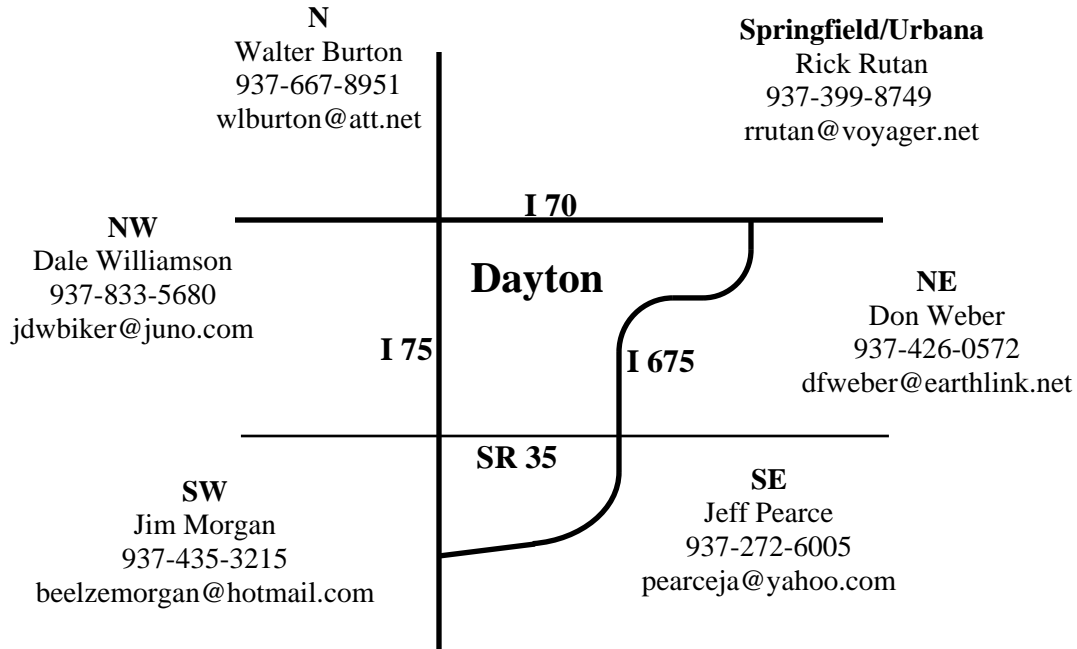 N
Walter Burton
937-667-8951
wlburton@att.net
Springfield/Urbana
Rick Rutan
937-399-8749
rrutan@voyager.net
I 70
NW
Dale Williamson
937-833-5680
jdwbiker@juno.com
Dayton
NE
Don Weber
937-426-0572
dfweber@earthlink.net
I 75
I 675
SR 35
SW
Jim Morgan
937-435-3215
beelzemorgan@hotmail.com
SE
Jeff Pearce
937-272-6005
pearceja@yahoo.com